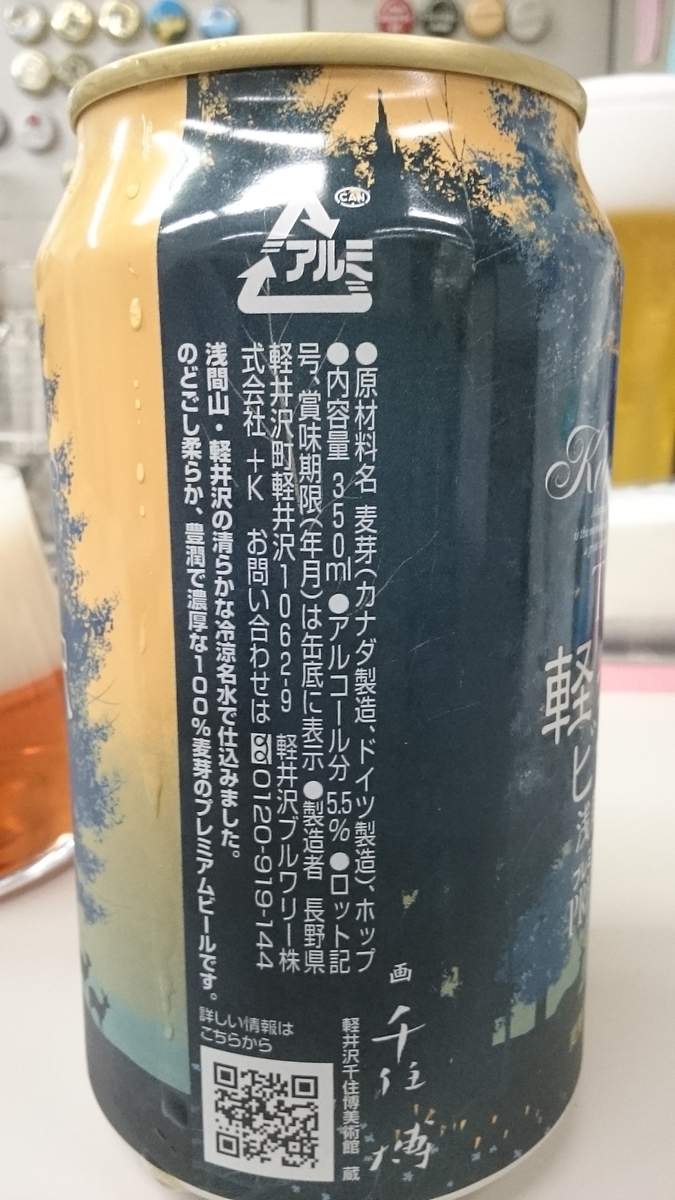 CAN
アルミ
●原材料名 麦芽(カナダ製造、ドイツ製造)、ホップ
●内容量 350ml ●アルコール分 5.5% ●ロット記
号、賞味期限(年月)は缶底に表示 ●製造者 長野県
軽井沢町軽井沢1062-9 軽井沢ブルワリー株
式会社 +K お問い合わせは 0120-919-144
浅間山・軽井沢の清らかな冷涼名水で仕込みました。
のどごし柔らか、豊潤で濃厚な100%麦芽のプレミアムビールです。
詳しい情報は
こちらから
画 千住 博
軽井沢千住博美術館 蔵
軽
ビ
浅